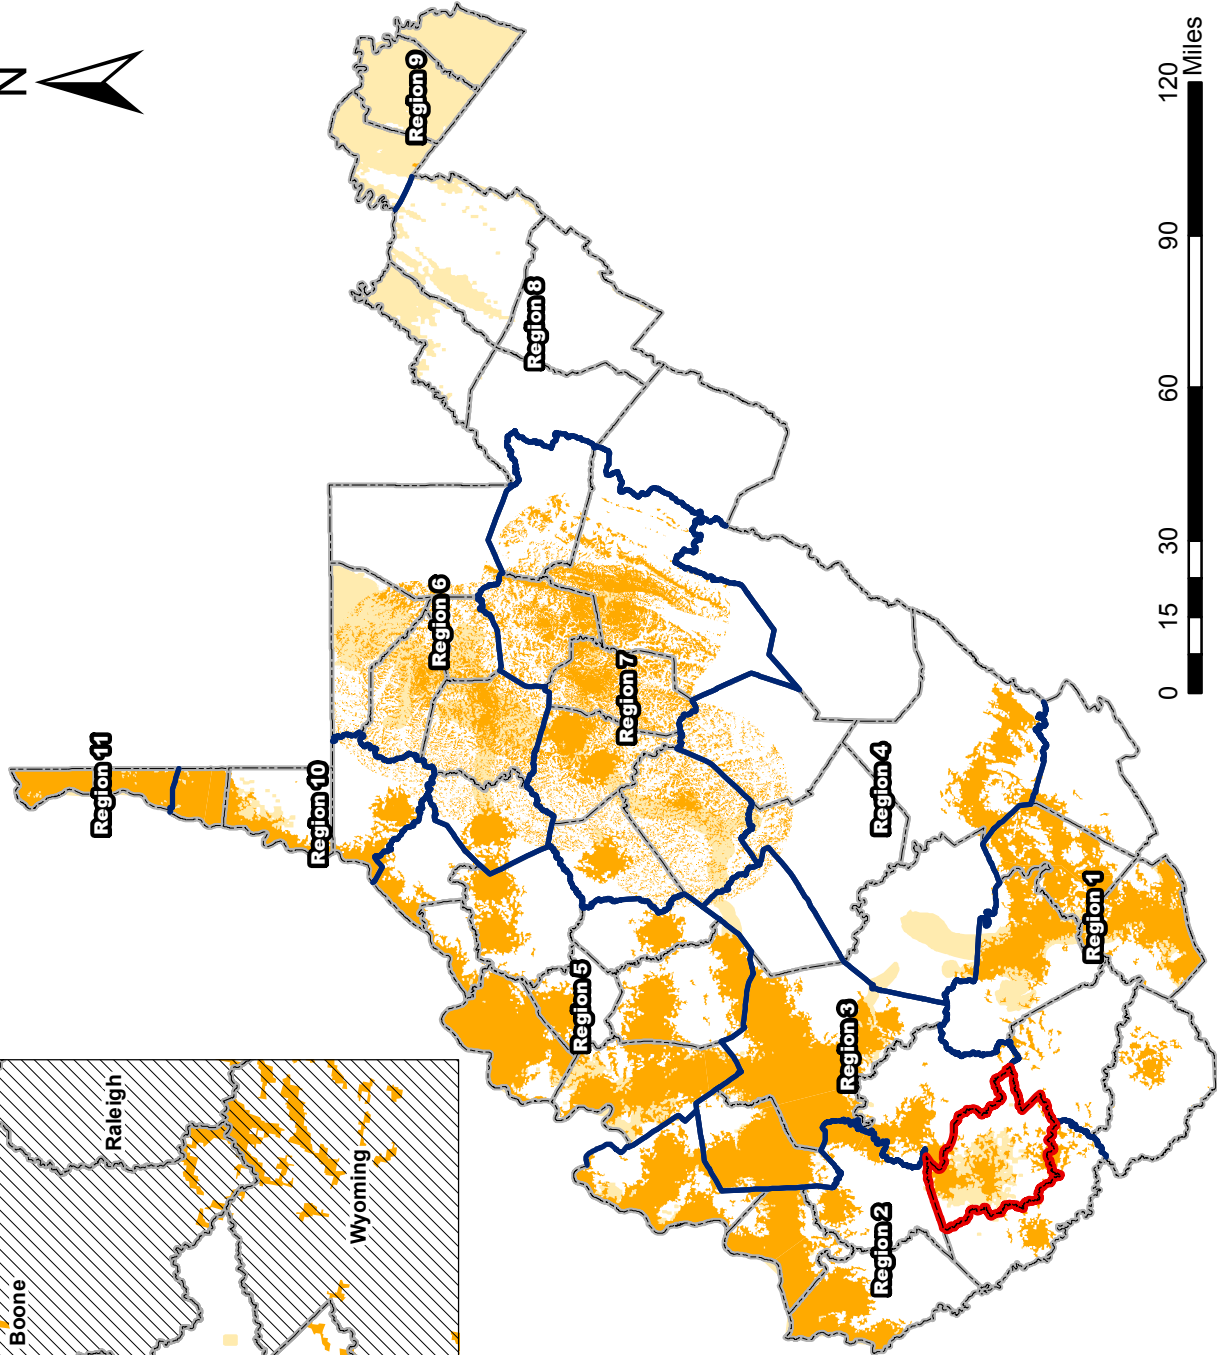 N
Region 9
Region 8
Region 11
Region 10
Region 6
Region 7
Region 5
Region 4
Region 3
Region 2
Region 1
Raleigh
Wyoming
Boone
0 15 30 60 90 120
Miles